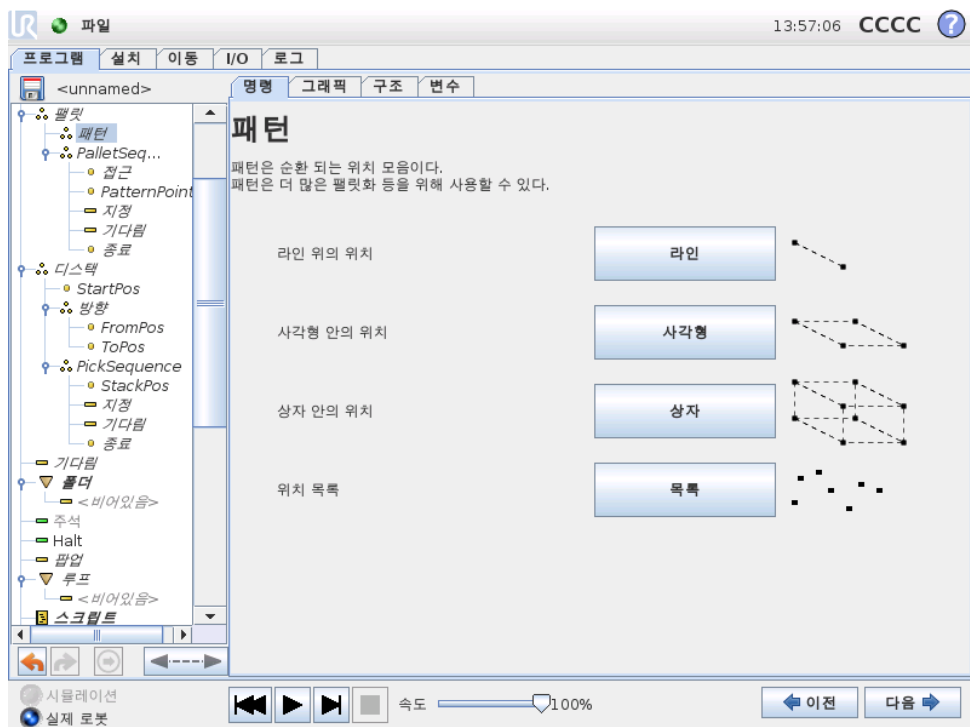 UR 파일 13:57:06 CCCC ?
프로그램 설치 이동 I/O 로그
<unnamed>
명령 그래픽 구조 변수
팰릿
패턴
PalletSeq...
접근
PatternPoint
지정
기다림
종료
디스택
StartPos
방향
FromPos
ToPos
PickSequence
StackPos
지정
기다림
종료
기다림
폴더
<비어있음>
주석
Halt
팝업
루프
<비어있음>
스크립트
패턴
패턴은 순환 되는 위치 모음이다.
패턴은 더 많은 팰릿화 등을 위해 사용할 수 있다.
라인 위의 위치 라인
사각형 안의 위치 사각형
상자 안의 위치 상자
위치 목록 목록
시뮬레이션
실제 로봇
속도 100%
이전 다음